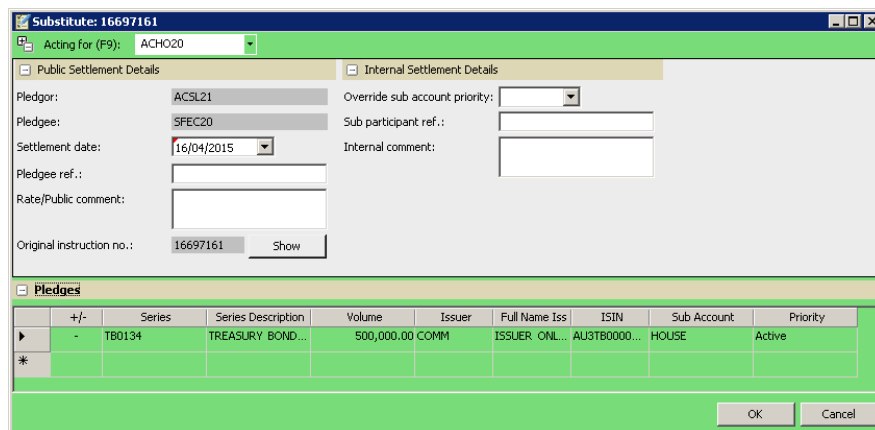 Substitute: 16697161
Acting for (F9): ACHO20
Public Settlement Details
Internal Settlement Details
Pledgor: ACSL21
Override sub account priority:
Pledgee: SFEC20
Sub participant ref.:
Settlement date: 16/04/2015
Internal comment:
Pledgee ref.:
Rate/Public comment:
Original instruction no.: 16697161 Show
Pledges
+/- Series Series Description Volume Issuer Full Name Iss ISIN Sub Account Priority
- TB0134 TREASURY BOND... 500,000.00 COMM ISSUER ONL... AU3TB0000... HOUSE Active
OK Cancel